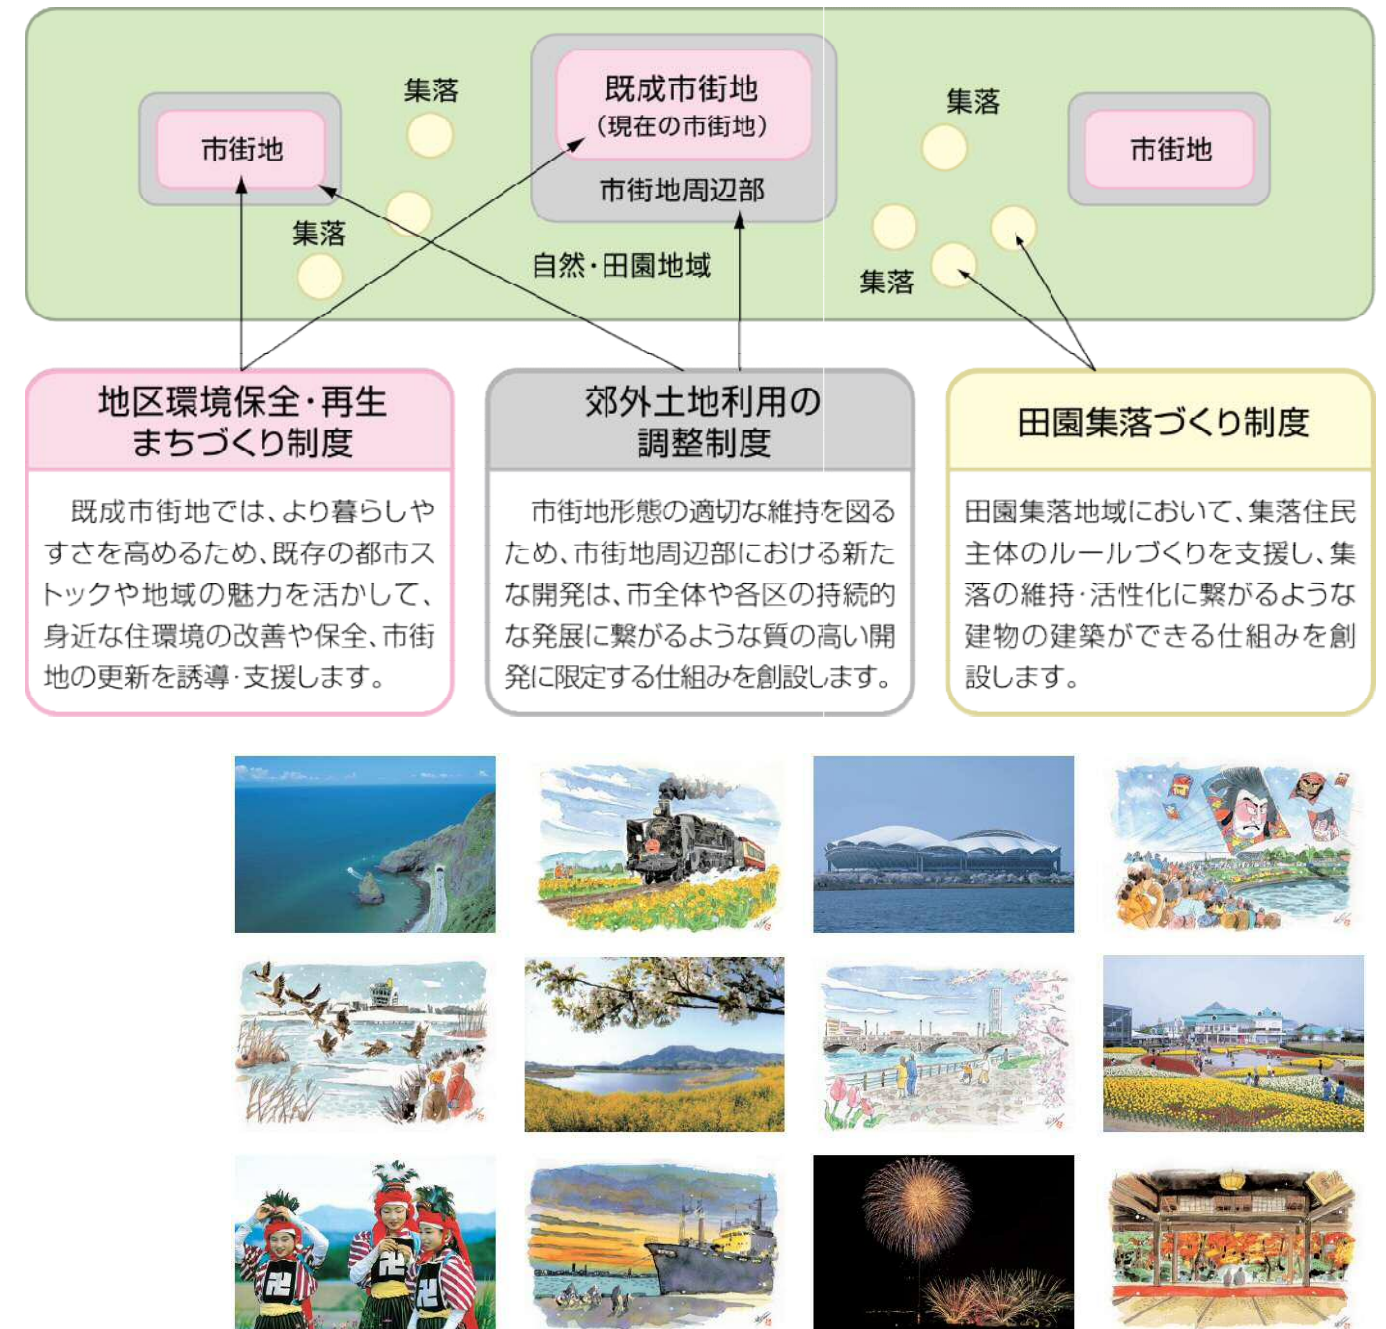 集落
既成市街地
(現在の市街地)
集落
市街地
市街地
市街地周辺部
集落
自然・田園地域
集落
地区環境保全・再生
まちづくり制度
既成市街地では、より暮らしや
すさを高めるため、既存の都市ス
トックや地域の魅力を活かして、
身近な住環境の改善や保全、市街
地の更新を誘導・支援します。
郊外土地利用の
調整制度
市街地形態の適切な維持を図る
ため、市街地周辺部における新た
な開発は、市全体や各区の持続的
な発展に繋がるような質の高い開
発に限定する仕組みを創設します。
田園集落づくり制度
田園集落地域において、集落住民
主体のルールづくりを支援し、集
落の維持・活性化に繋がるような
建物の建築ができる仕組みを創
設します。